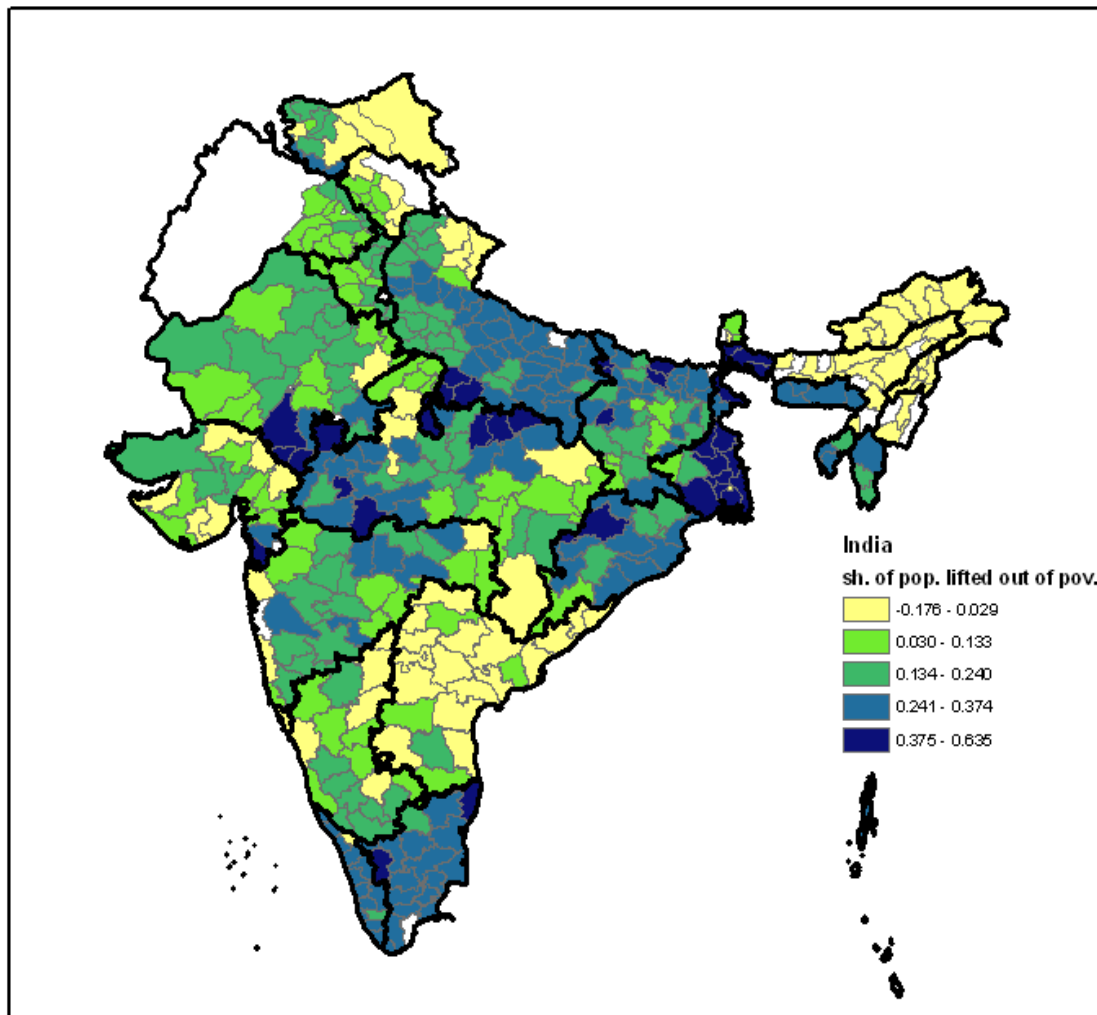 India
sh. of pop. lifted out of pov.
-0.176 - 0.029
0.030 - 0.133
0.134 - 0.240
0.241 - 0.374
0.375 - 0.635